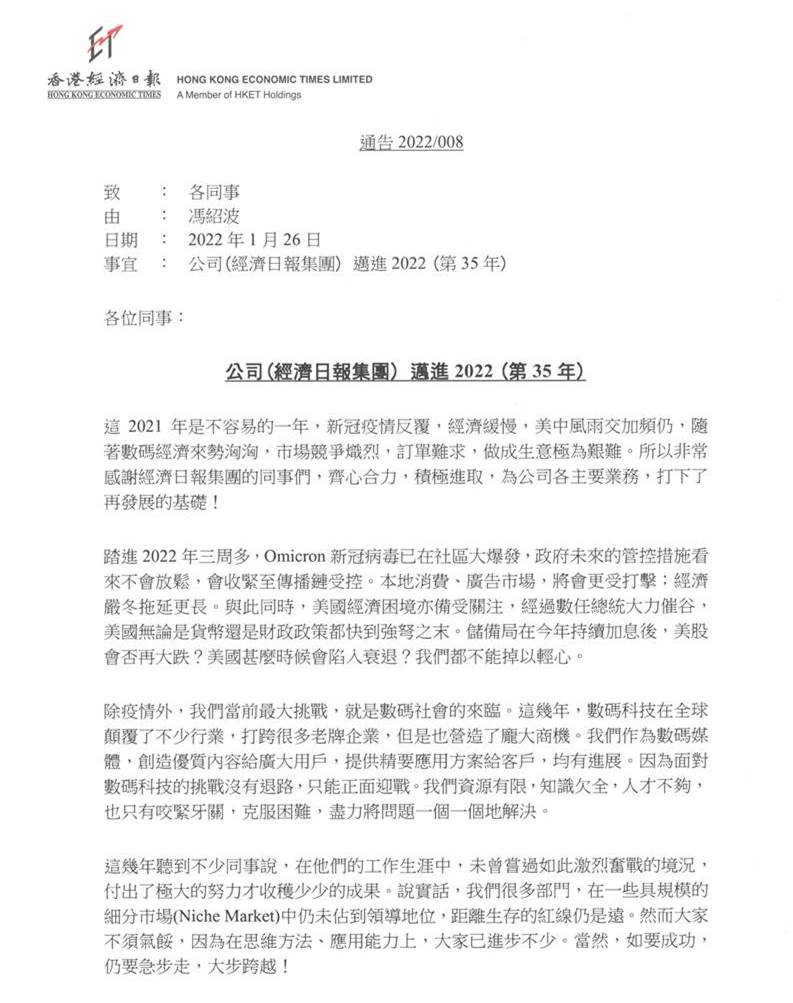 ET
香港經濟日報
HONG KONG ECONOMIC TIMES
HONG KONG ECONOMIC TIMES LIMITED
A Member of HKET Holdings
通告 2022/008
致 : 各同事
由 : 馮紹波
日期 : 2022 年 1 月 26 日
事宜 : 公司(經濟日報集團) 邁進 2022 (第 35 年)
各位同事：
公司(經濟日報集團) 邁進 2022 (第 35 年)
這 2021 年是不容易的一年，新冠疫情反覆，經濟緩慢，美中風雨交加頻仍，隨
著數碼經濟來勢洶洶，市場競爭熾烈，訂單難求，做成生意極為艱難。所以非常
感謝經濟日報集團的同事們，齊心合力，積極進取，為公司各主要業務，打下了
再發展的基礎！
踏進 2022 年三周多，Omicron 新冠病毒已在社區大爆發，政府未來的管控措施看
來不會放鬆，會收緊至傳播鏈受控。本地消費、廣告市場，將會更受打擊；經濟
嚴冬拖延更長。與此同時，美國經濟困境亦備受關注，經過數任總統大力催谷，
美國無論是貨幣還是財政政策都快到強弩之末。儲備局在今年持續加息後，美股
會否再大跌？美國甚麼時候會陷入衰退？我們都不能掉以輕心。
除疫情外，我們當前最大挑戰，就是數碼社會的來臨。這幾年，數碼科技在全球
顛覆了不少行業，打跨很多老牌企業，但是也營造了龐大商機。我們作為數碼媒
體，創造優質內容給廣大用戶，提供精要應用方案給客戶，均有進展。因為面對
數碼科技的挑戰沒有退路，只能正面迎戰。我們資源有限，知識欠全，人才不夠，
也只有咬緊牙關，克服困難，盡力將問題一個一個地解決。
這幾年聽到不少同事說，在他們的工作生涯中，未曾嘗過如此激烈奮戰的境況，
付出了極大的努力才收穫少少的成果。說實話，我們很多部門，在一些具規模的
細分市場(Niche Market)中仍未佔到領導地位，距離生存的紅線仍是遠。然而大家
不須氣餒，因為在思維方法、應用能力上，大家已進步不少。當然，如要成功，
仍要急步走，大步跨越！